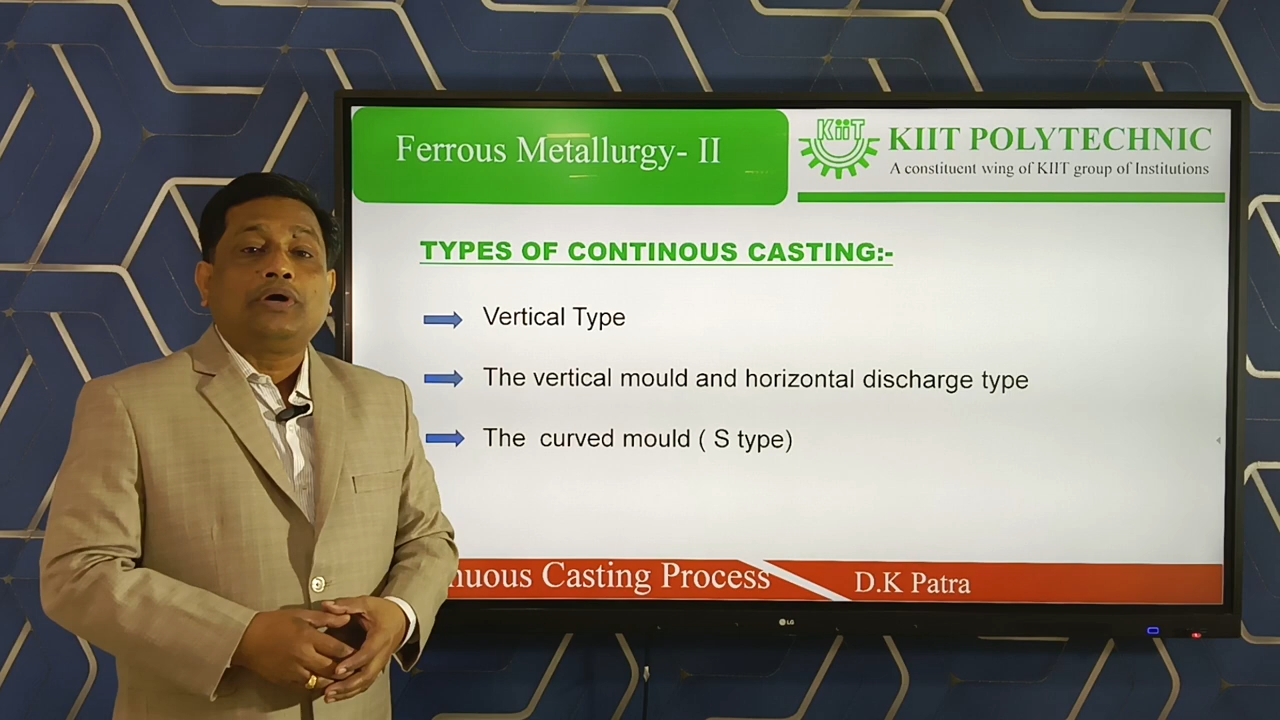 Ferrous Metallurgy- II
KiiT
KIIT POLYTECHNIC
A constituent wing of KIIT group of Institutions
TYPES OF CONTINOUS CASTING:-
Vertical Type
The vertical mould and horizontal discharge type
The curved mould ( S type)
nuous Casting Process
D.K Patra
LG